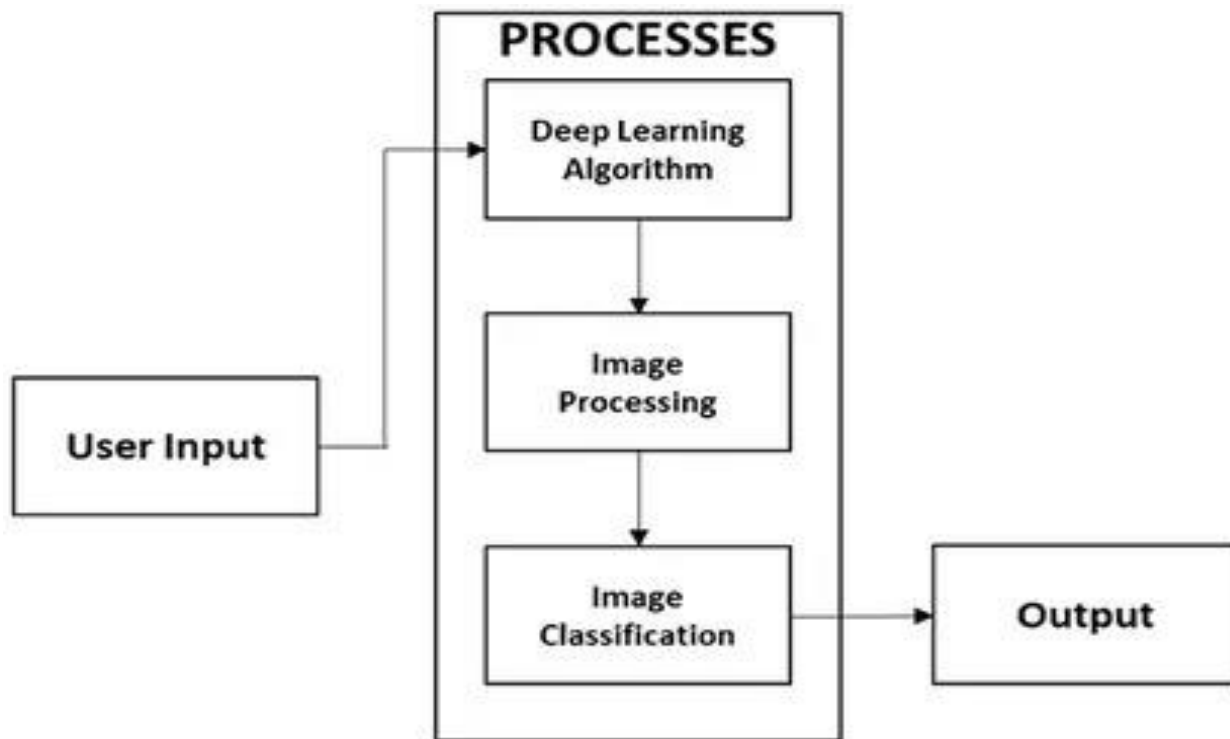 PROCESSES
Deep Learning
Algorithm
Image
Processing
User Input
Image
Classification
Output